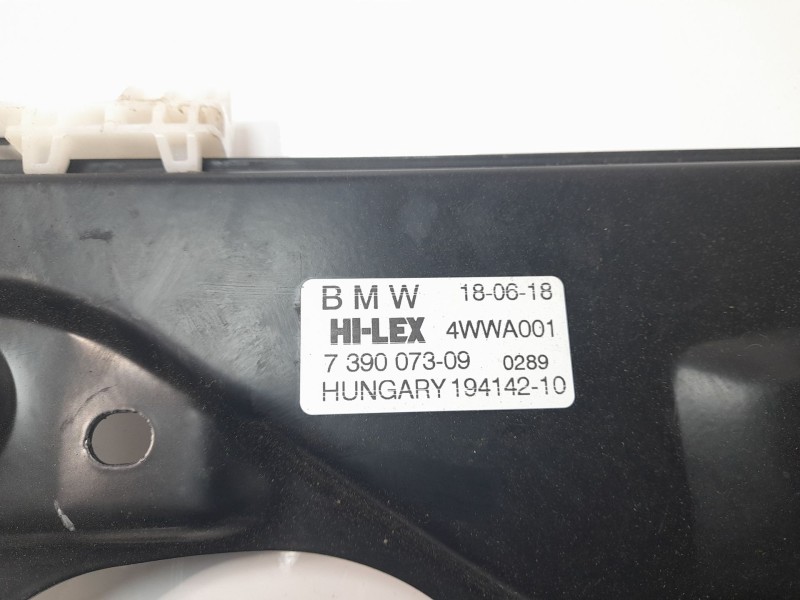 BMW 18-06-18
HI-LEX 4WWA001
7 390 073-09 0289
HUNGARY 194142-10